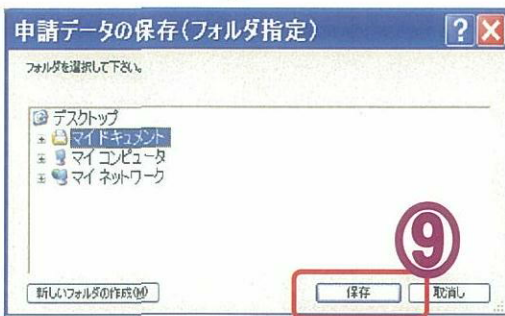 申請データの保存(フォルダ指定)
フォルダを選択して下さい。
デスクトップ
マイ ドキュメント
マイ コンピュータ
マイ ネットワーク
⑨
新しいフォルダの作成(M) 保存 取消し